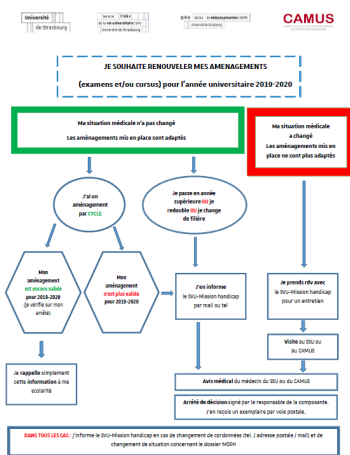 Université
de Strasbourg
CAMUS
JE SOUHAITE RENOUVELER MES AMENAGEMENTS
(examens et/ou cursus) pour l'année universitaire 2019-2020
Ma situation médicale n'a pas changé
Les aménagements mis en place sont adaptés
Ma situation médicale
a changé
Les aménagements mis en
place ne sont plus adaptés
J'ai un
aménagement
par CYCLE
Je passe en année
supérieure OU je
redouble OU je change
de filière
Mon
aménagement
est encore valide
pour 2019-2020
(je vérifie sur mon
arrêté)
Mon
aménagement
n'est plus valide
pour 2019-2020
J'en informe
le SVU-Mission handicap
par mail ou tel
Je prends rdv avec
le SVU-Mission handicap
pour un entretien
Visite au SSU ou
au CAMUS
Je rappelle simplement
cette information à ma
scolarité
Avis médical du médecin du SSU ou du CAMUS
Arrêté de décision signé par le responsable de la composante.
J'en reçois un exemplaire par voie postale.
DANS TOUS LES CAS : j'informe le SVU-Mission handicap en cas de changement de cordonnées (tel. / adresse postale / mail) et de
changement de situation concernant le dossier MDPH